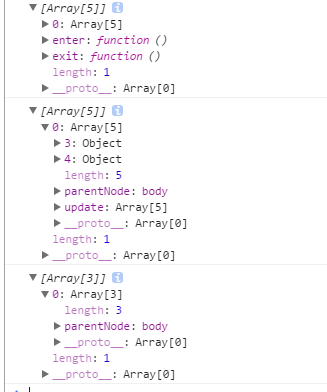 ▼ [Array[5]] i
▶ 0: Array[5]
▶ enter: function ()
▶ exit: function ()
length: 1
▶ __proto__: Array[0]
▼ [Array[5]] i
▼ 0: Array[5]
▶ 3: Object
▶ 4: Object
length: 5
▶ parentNode: body
▶ update: Array[5]
▶ __proto__: Array[0]
length: 1
▶ __proto__: Array[0]
▼ [Array[3]] i
▼ 0: Array[3]
length: 3
▶ parentNode: body
▶ __proto__: Array[0]
length: 1
▶ __proto__: Array[0]